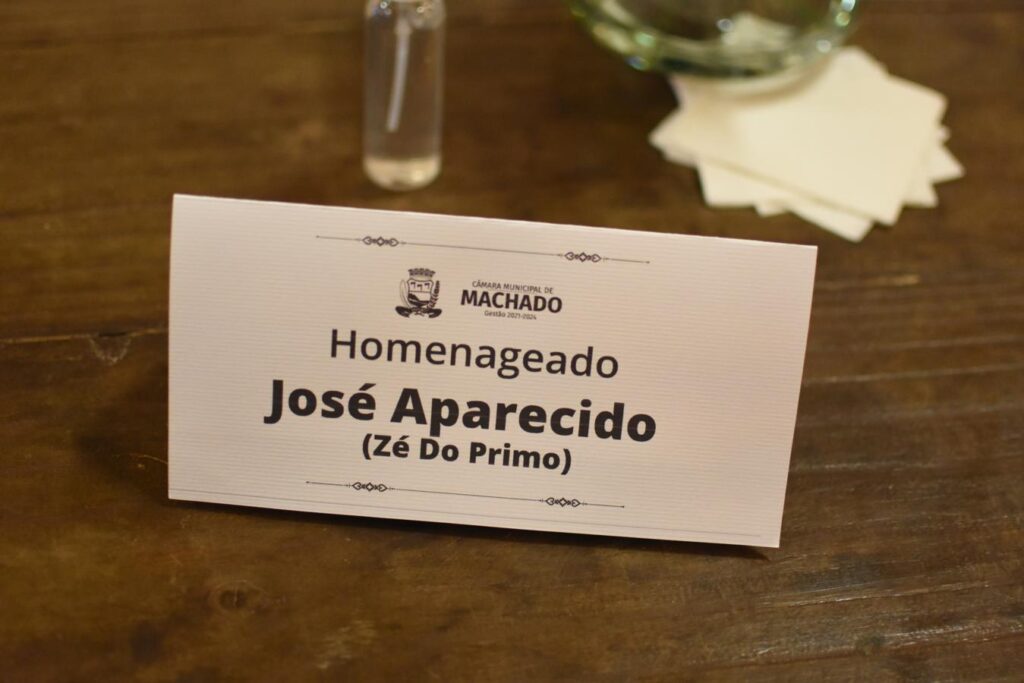 CÂMARA MUNICIPAL DE
MACHADO
Gestão 2021-2024
Homenageado
José Aparecido
(Zé Do Primo)